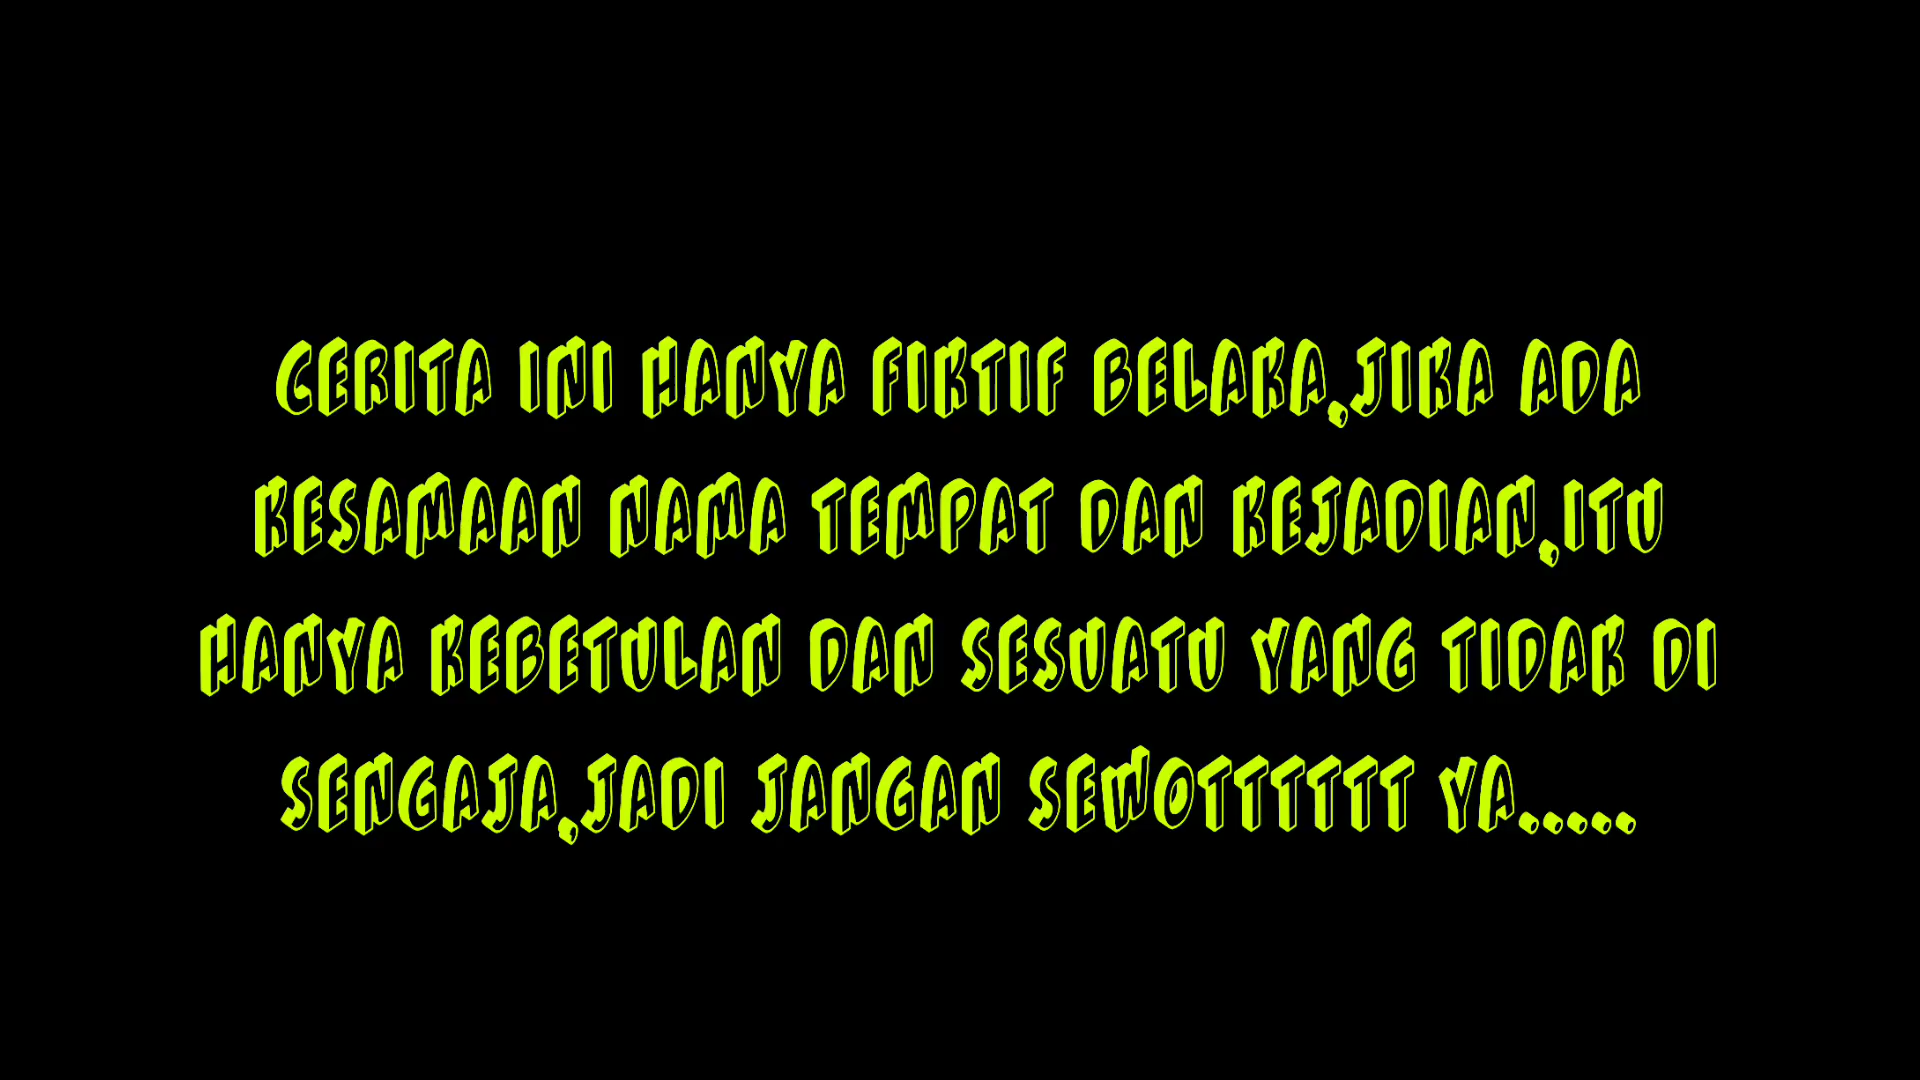 CERITA INI HANYA FIKTIF BELAKA,JIKA ADA
KESAMAAN NAMA TEMPAT DAN KEJADIAN,ITU
HANYA KEBETULAN DAN SESUATU YANG TIDAK DI
SENGAJA,JADI JANGAN SEWOTTTTTT YA.....